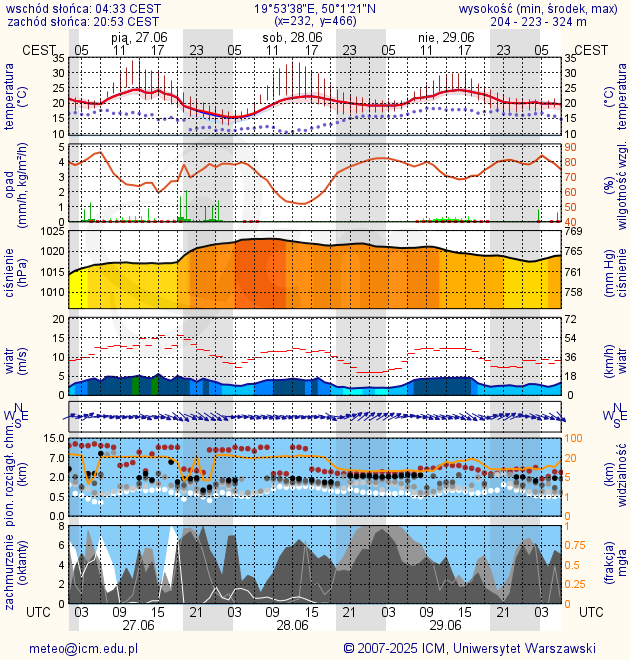 wschód słońca: 04:33 CEST 19°53'38"E, 50°1'21"N wysokość (min, środek, max)
zachód słońca: 20:53 CEST (x=232, y=466) 204 - 223 - 324 m
pią, 27.06 sob, 28.06 nie, 29.06
CEST 05 11 17 23 05 11 17 23 05 11 17 23 05 CEST
temperatura (°C) 35 30 25 20 15 10 35 30 25 20 15 10 (°C) temperatura
opad (mm/h, kg/m²/h) 5 4 3 2 1 0 90 80 70 60 50 40 (%) wilgotność wzgl.
ciśnienie (hPa) 1025 1020 1015 1010 769 765 761 758 (mm Hg) ciśnienie
wiatr (m/s) 20 15 10 5 0 72 54 36 18 0 (km/h) wiatr
N W E S N W E S
pion. rozciągł. chm. (km) 15.0 7.0 2.0 0.5 0.0 100 20 5 1 0 (km) widzialność
zachmurzenie (oktanty) 8 6 4 2 0 1 0.75 0.5 0.25 0 (frakcja) mgła
UTC 03 09 15 21 03 09 15 21 03 09 15 21 03 UTC
27.06 28.06 29.06
meteo@icm.edu.pl © 2007-2025 ICM, Uniwersytet Warszawski